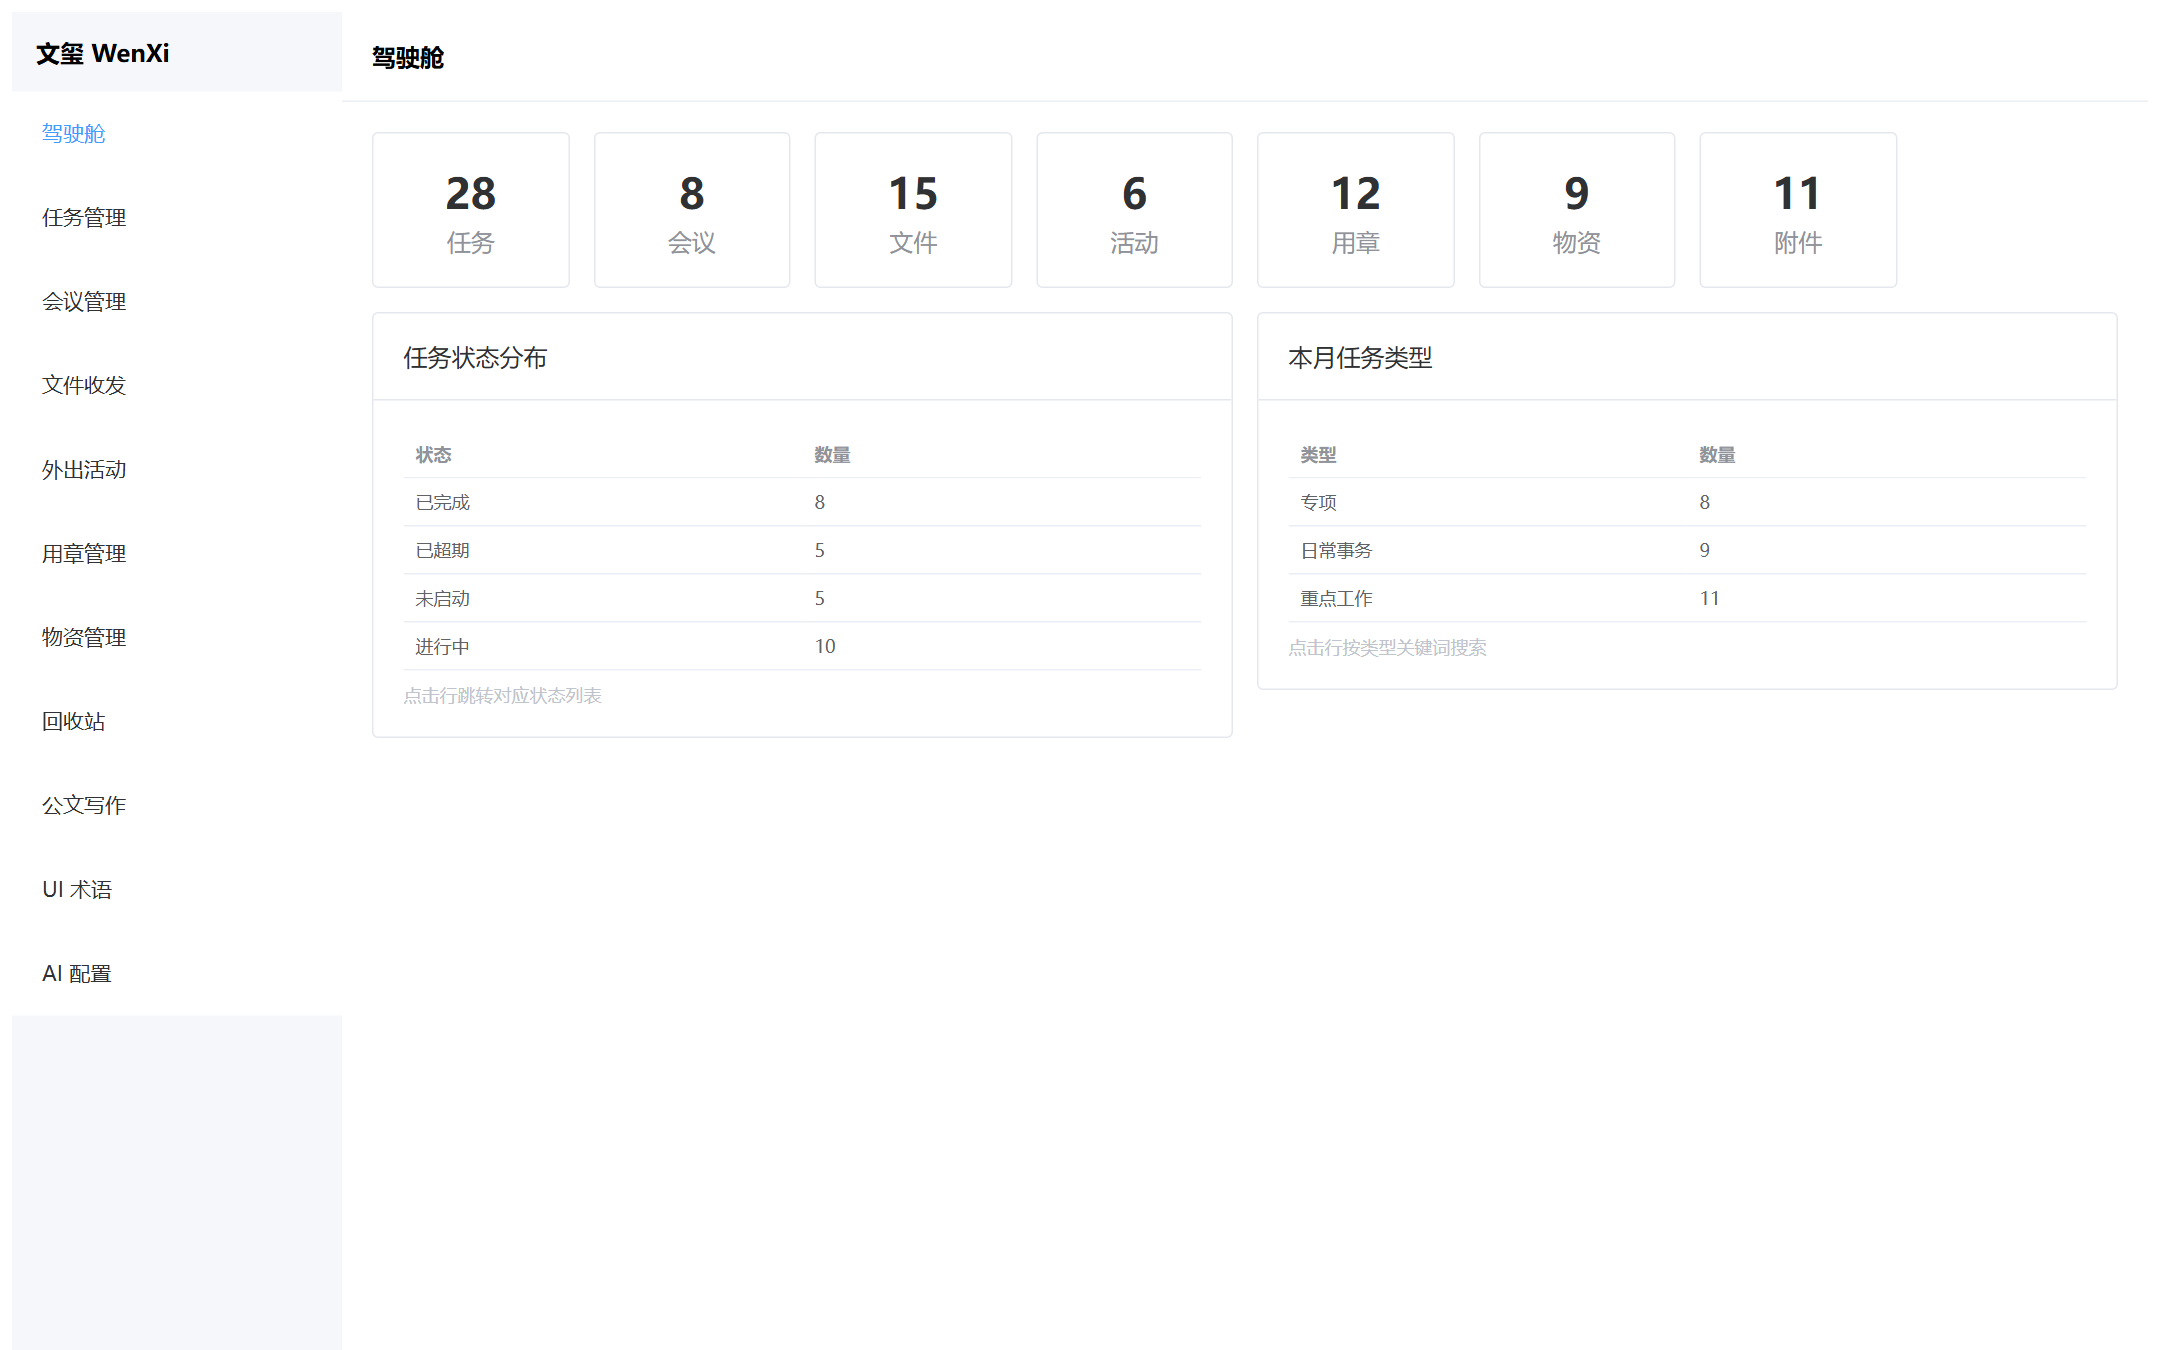 文玺 WenXi
驾驶舱
任务管理
会议管理
文件收发
外出活动
用章管理
物资管理
回收站
公文写作
UI 术语
AI 配置
驾驶舱
28
任务
8
会议
15
文件
6
活动
12
用章
9
物资
11
附件
任务状态分布
状态 数量
已完成 8
已超期 5
未启动 5
进行中 10
点击行跳转对应状态列表
本月任务类型
类型 数量
专项 8
日常事务 9
重点工作 11
点击行按类型关键词搜索